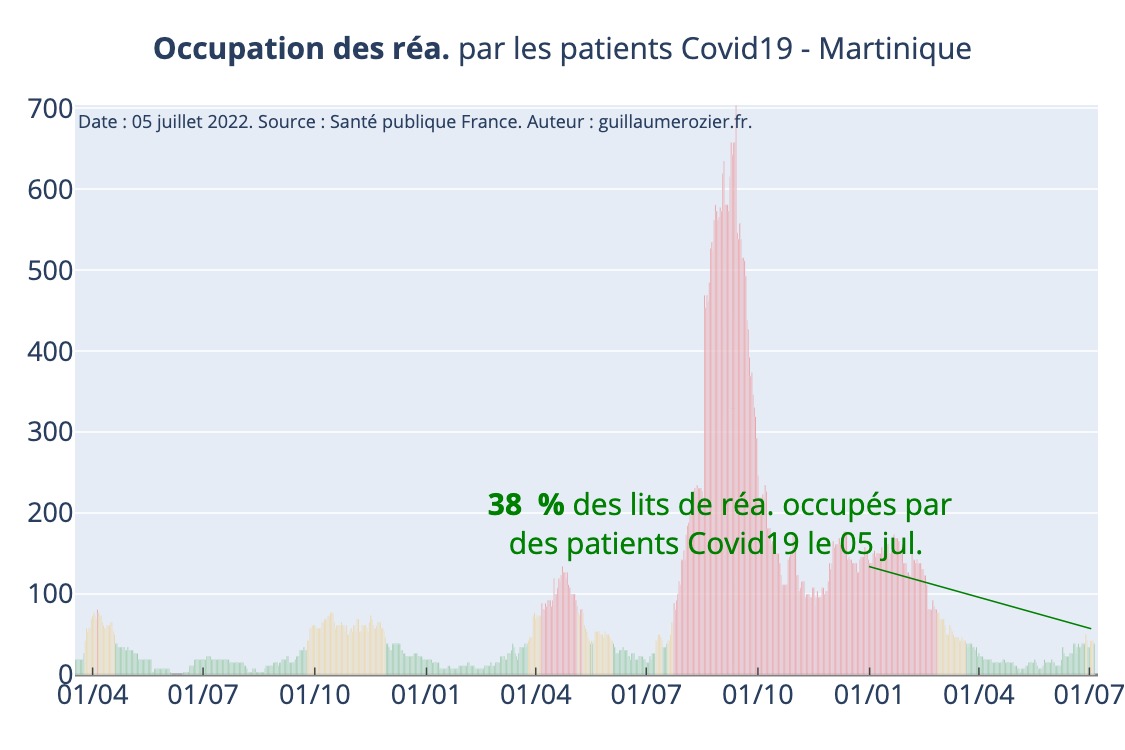 Occupation des réa. par les patients Covid19 - Martinique
700
Date : 05 juillet 2022. Source : Santé publique France. Auteur : guillaumerozier.fr.
600
500
400
300
200
38 % des lits de réa. occupés par
des patients Covid19 le 05 jul.
100
0
01/04 01/07 01/10 01/01 01/04 01/07 01/10 01/01 01/04 01/07